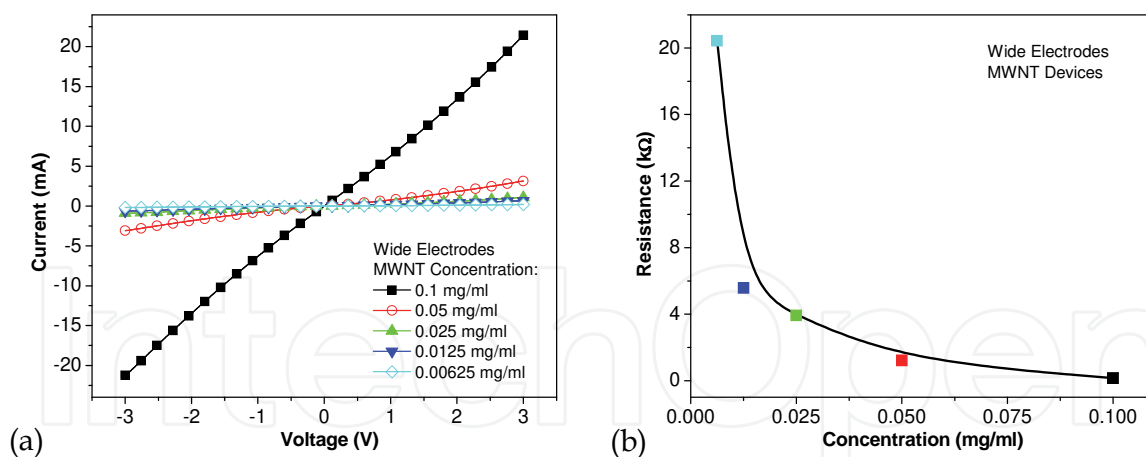 20
15
10
5
0
-5
-10
-15
-20
Current (mA)
-3 -2 -1 0 1 2 3
Voltage (V)
Wide Electrodes
MWNT Concentration:
0.1 mg/ml
0.05 mg/ml
0.025 mg/ml
0.0125 mg/ml
0.00625 mg/ml
(a)
20
16
12
8
4
0
Resistance (kΩ)
Wide Electrodes
MWNT Devices
0.000 0.025 0.050 0.075 0.100
Concentration (mg/ml)
(b)
IntechOpen